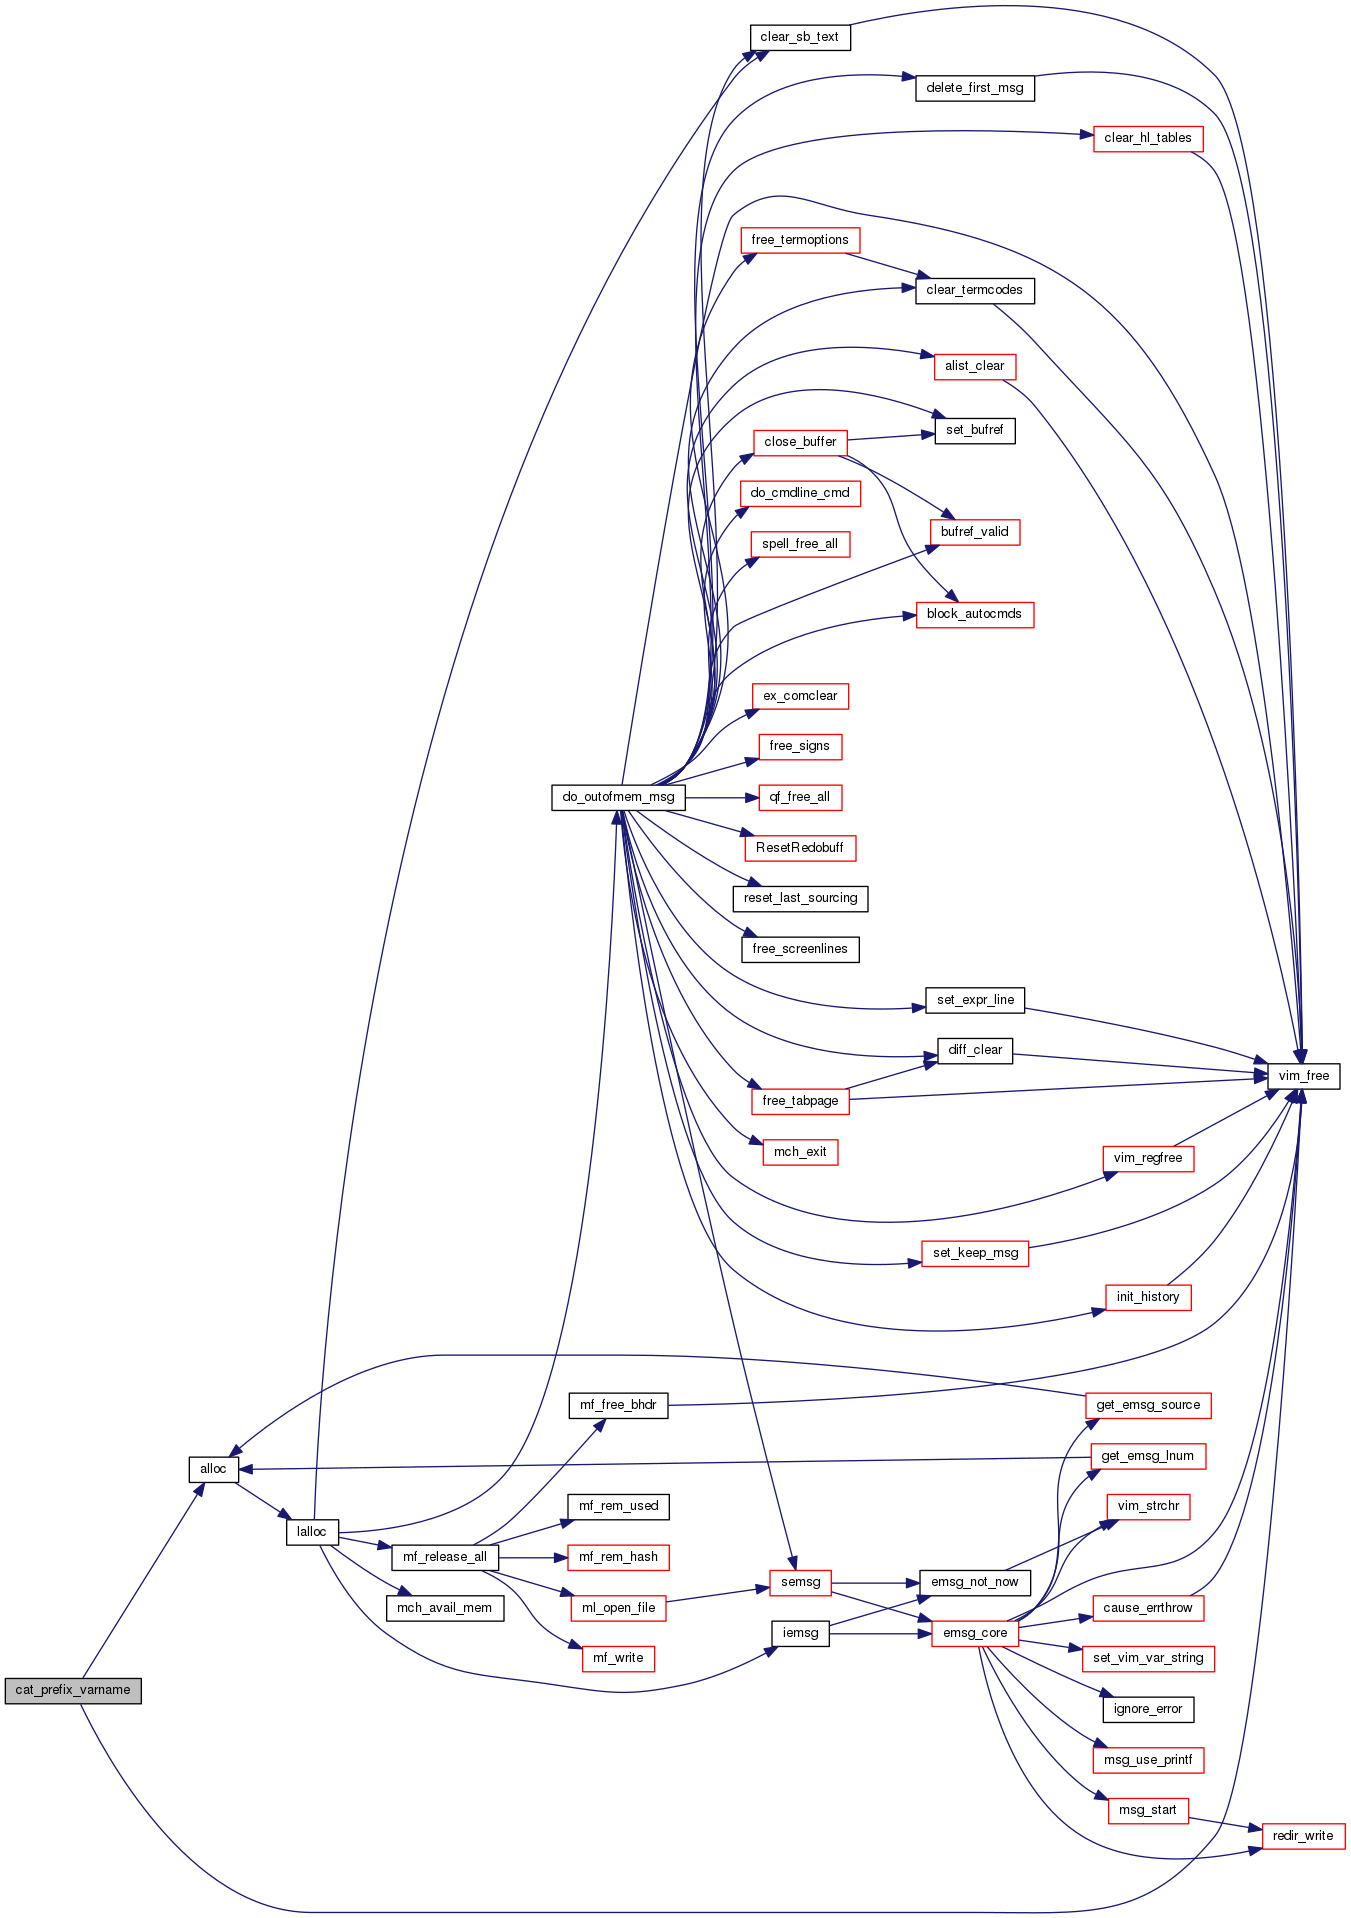 clear_sb_text
delete_first_msg
clear_hl_tables
free_termoptions
clear_termcodes
alist_clear
set_bufref
close_buffer
do_cmdline_cmd
bufref_valid
spell_free_all
block_autocmds
ex_comclear
free_signs
do_outofmem_msg
qf_free_all
ResetRedobuff
reset_last_sourcing
free_screenlines
set_expr_line
diff_clear
vim_free
free_tabpage
mch_exit
vim_regfree
set_keep_msg
init_history
mf_free_bhdr
get_emsg_source
alloc
get_emsg_lnum
mf_rem_used
vim_strchr
lalloc
mf_release_all
mf_rem_hash
semsg
emsg_not_now
mch_avail_mem
ml_open_file
cause_errthrow
iemsg
emsg_core
mf_write
set_vim_var_string
cat_prefix_varname
ignore_error
msg_use_printf
msg_start
redir_write